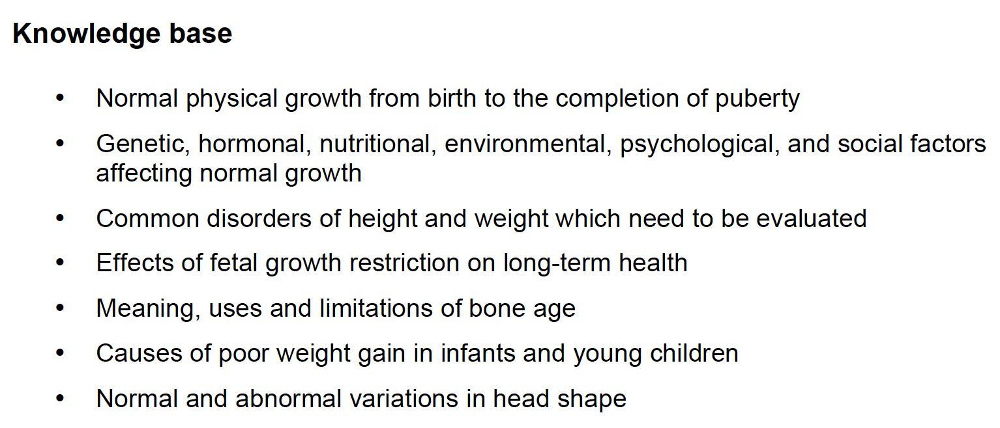 Knowledge base
• Normal physical growth from birth to the completion of puberty
• Genetic, hormonal, nutritional, environmental, psychological, and social factors
affecting normal growth
• Common disorders of height and weight which need to be evaluated
• Effects of fetal growth restriction on long-term health
• Meaning, uses and limitations of bone age
• Causes of poor weight gain in infants and young children
• Normal and abnormal variations in head shape